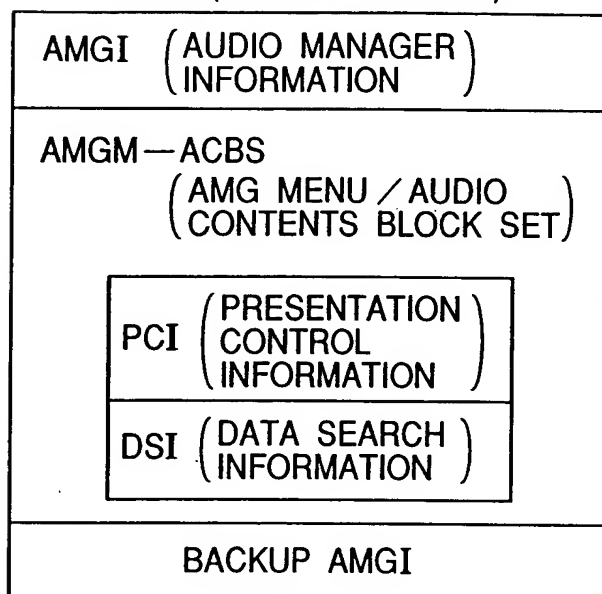 AMGI (AUDIO MANAGER
INFORMATION)
AMGM—ACBS
(AMG MENU/AUDIO
CONTENTS BLOCK SET)
PCI (PRESENTATION
CONTROL
INFORMATION)
DSI (DATA SEARCH
INFORMATION)
BACKUP AMGI